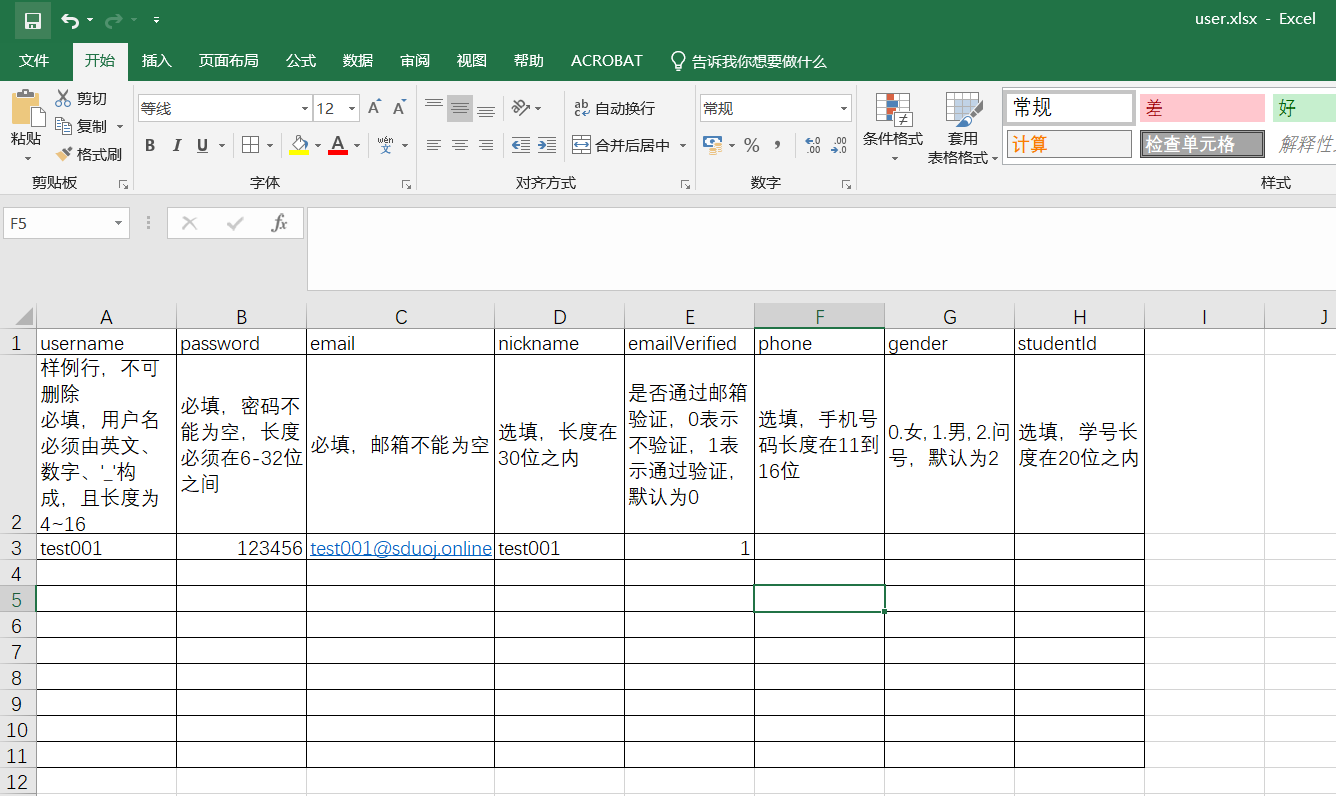 user.xlsx - Excel
文件 开始 插入 页面布局 公式 数据 审阅 视图 帮助 ACROBAT 告诉我你想要做什么
粘贴
剪切
复制
格式刷
剪贴板
等线 12
B I U A wén 文
字体
自动换行
合并后居中
对齐方式
常规
% ,
数字
条件格式
套用
表格格式
常规 差 好
计算 检查单元格 解释性
样式
F5 fx
A B C D E F G H I J
1 username password email nickname emailVerified phone gender studentId
2
样例行，不可
删除
必填，用户名
必须由英文、
数字、'_'构
成，且长度为
4~16
必填，密码不
能为空，长度
必须在6-32位
之间
必填，邮箱不能为空
选填，长度在
30位之内
是否通过邮箱
验证，0表示
不验证，1表
示通过验证，
默认为0
选填，手机号
码长度在11到
16位
0.女, 1.男, 2.问
号，默认为2
选填，学号长
度在20位之内
3 test001 123456 test001@sduoj.online test001 1
4
5
6
7
8
9
10
11
12